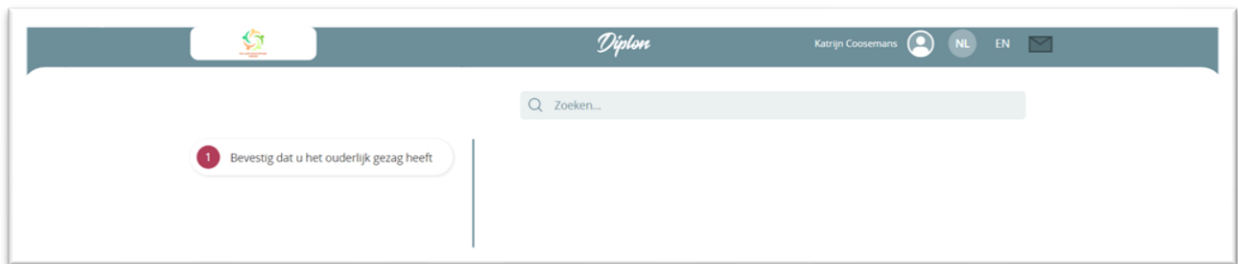 Diplon
Katrijn Coosemans NL EN
Zoeken...
1 Bevestig dat u het ouderlijk gezag heeft